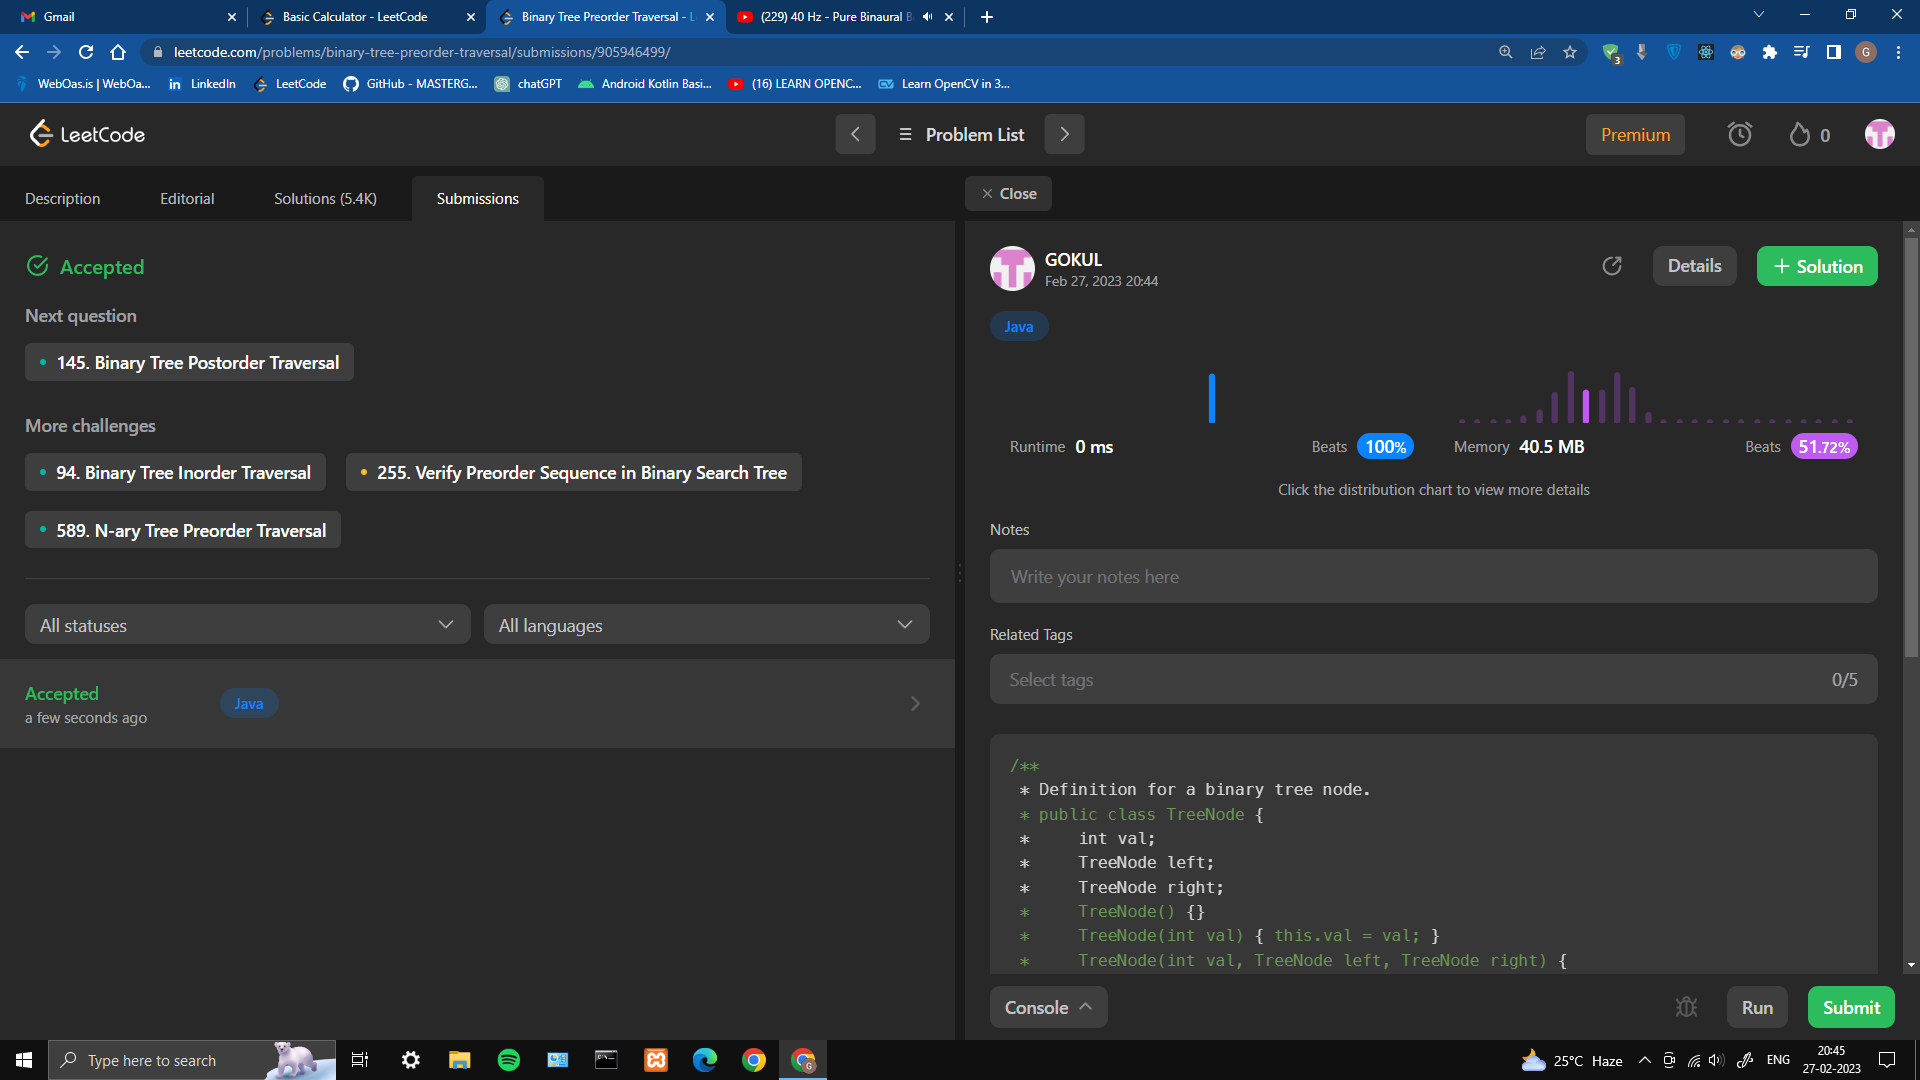 Gmail
Basic Calculator - LeetCode
Binary Tree Preorder Traversal - L
(229) 40 Hz - Pure Binaural B
leetcode.com/problems/binary-tree-preorder-traversal/submissions/905946499/
3
G
WebOas.is | WebOa...
LinkedIn
LeetCode
GitHub - MASTERG...
chatGPT
Android Kotlin Basi...
(16) LEARN OPENC...
Learn OpenCV in 3...
LeetCode
Problem List
Premium
0
Description
Editorial
Solutions (5.4K)
Submissions
Close
Accepted
Next question
145. Binary Tree Postorder Traversal
More challenges
94. Binary Tree Inorder Traversal
255. Verify Preorder Sequence in Binary Search Tree
589. N-ary Tree Preorder Traversal
All statuses
All languages
Accepted
a few seconds ago
Java
GOKUL
Feb 27, 2023 20:44
Details
+ Solution
Java
Runtime 0 ms
Beats 100%
Memory 40.5 MB
Beats 51.72%
Click the distribution chart to view more details
Notes
Write your notes here
Related Tags
Select tags
0/5
/**
* Definition for a binary tree node.
* public class TreeNode {
*     int val;
*     TreeNode left;
*     TreeNode right;
*     TreeNode() {}
*     TreeNode(int val) { this.val = val; }
*     TreeNode(int val, TreeNode left, TreeNode right) {
Console
Run
Submit
Type here to search
25°C Haze
ENG
20:45
27-02-2023